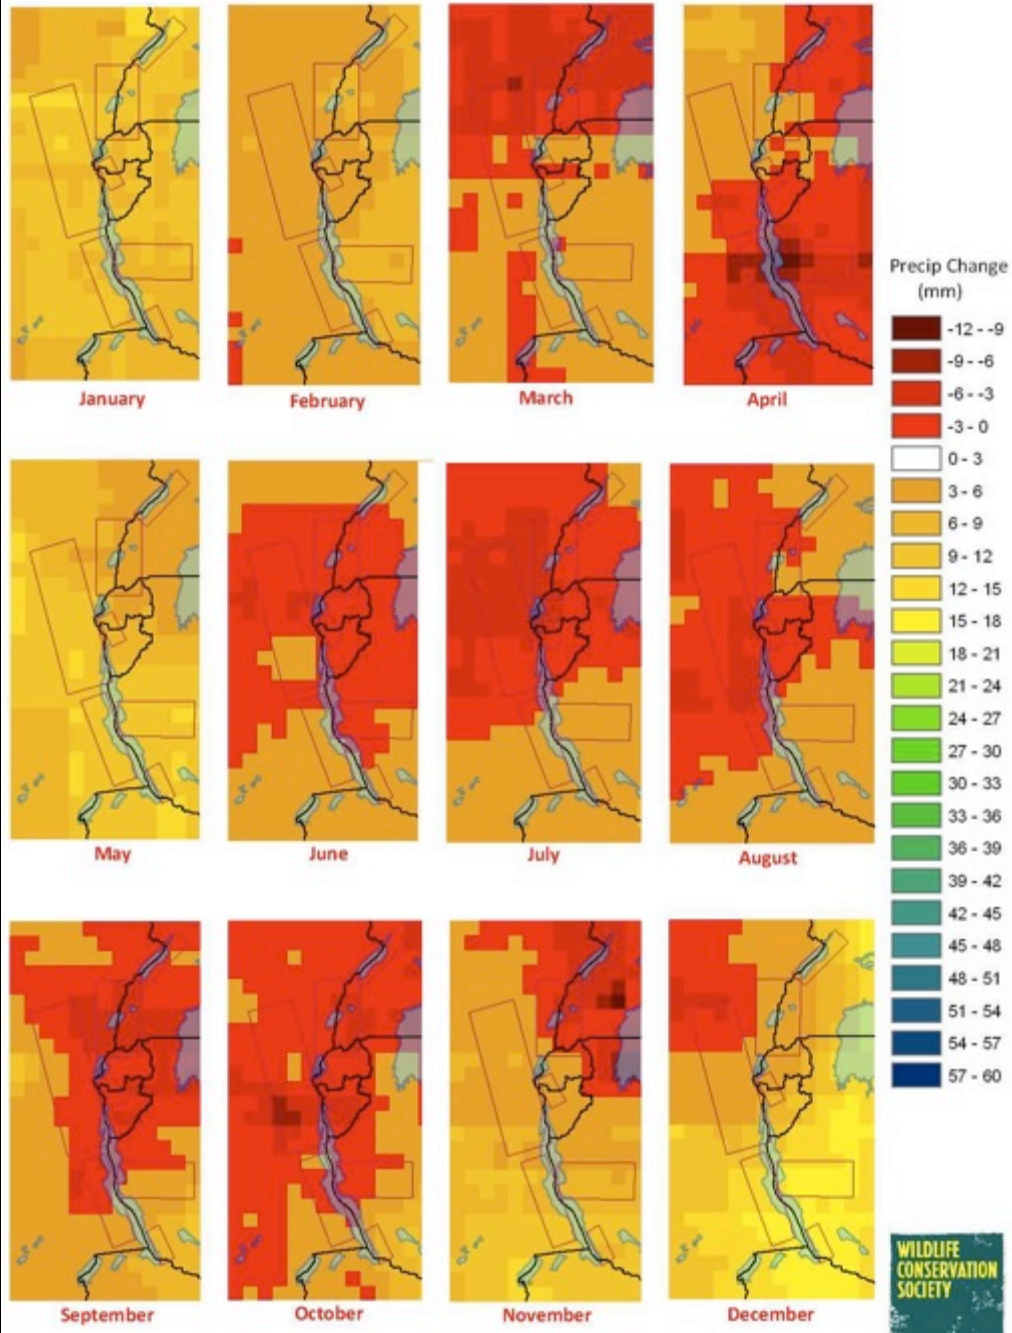 January
February
March
April
Precip Change
(mm)
-12 - -9
-9 - -6
-6 - -3
-3 - 0
0 - 3
3 - 6
6 - 9
9 - 12
12 - 15
15 - 18
18 - 21
21 - 24
24 - 27
27 - 30
30 - 33
33 - 36
36 - 39
39 - 42
42 - 45
45 - 48
48 - 51
51 - 54
54 - 57
57 - 60
May
June
July
August
September
October
November
December
WILDLIFE
CONSERVATION
SOCIETY